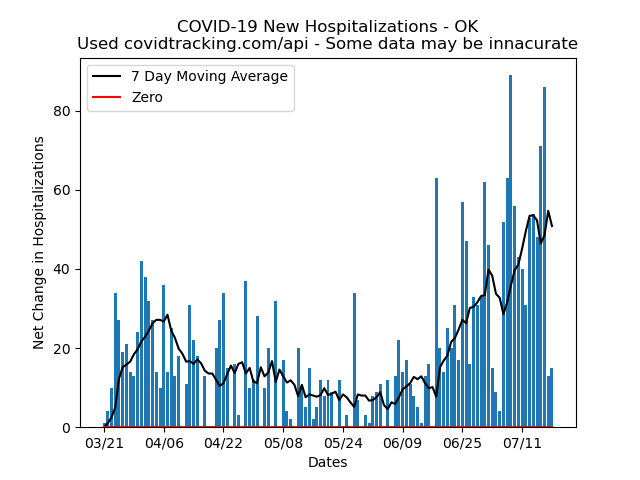 COVID-19 New Hospitalizations - OK
Used covidtracking.com/api - Some data may be innacurate
7 Day Moving Average
Zero
Net Change in Hospitalizations
80
60
40
20
0
03/21 04/06 04/22 05/08 05/24 06/09 06/25 07/11
Dates